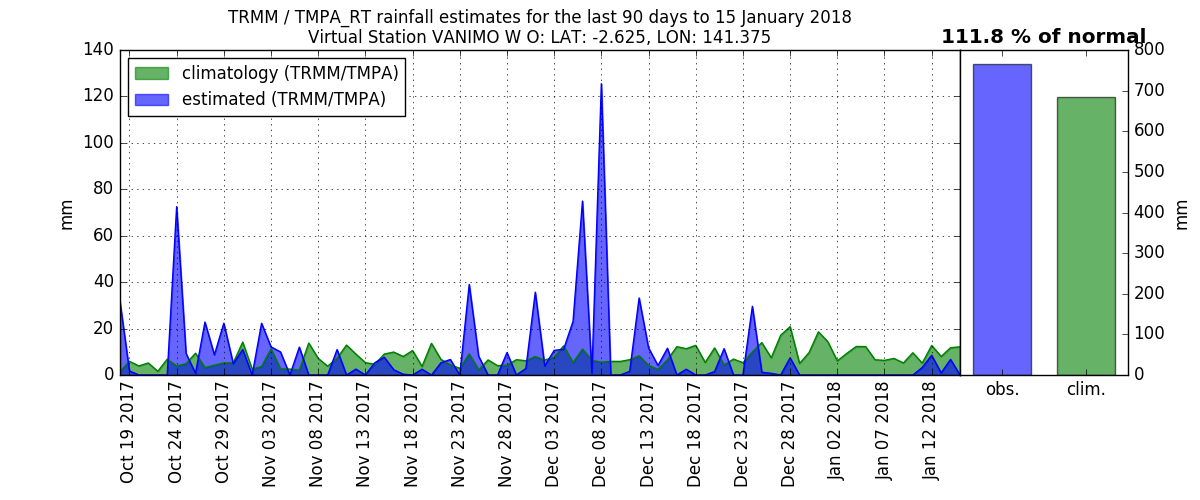 TRMM / TMPA_RT rainfall estimates for the last 90 days to 15 January 2018
Virtual Station VANIMO W O: LAT: -2.625, LON: 141.375
111.8 % of normal
climatology (TRMM/TMPA)
estimated (TRMM/TMPA)
mm
140
120
100
80
60
40
20
0
Oct 19 2017
Oct 24 2017
Oct 29 2017
Nov 03 2017
Nov 08 2017
Nov 13 2017
Nov 18 2017
Nov 23 2017
Nov 28 2017
Dec 03 2017
Dec 08 2017
Dec 13 2017
Dec 18 2017
Dec 23 2017
Dec 28 2017
Jan 02 2018
Jan 07 2018
Jan 12 2018
obs.
clim.
800
700
600
500
400
300
200
100
0
mm